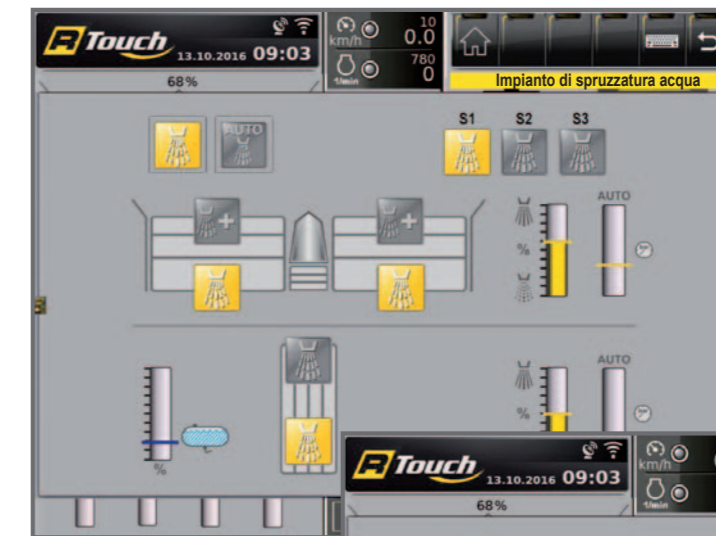 R Touch 13.10.2016 09:03
km/h 10 0.0
1/min 780 0
68%
Impianto di spruzzatura acqua
AUTO
S1 S2 S3
AUTO
%
AUTO
%
%
R Touch 13.10.2016 09:03
km/h
1/min
68%